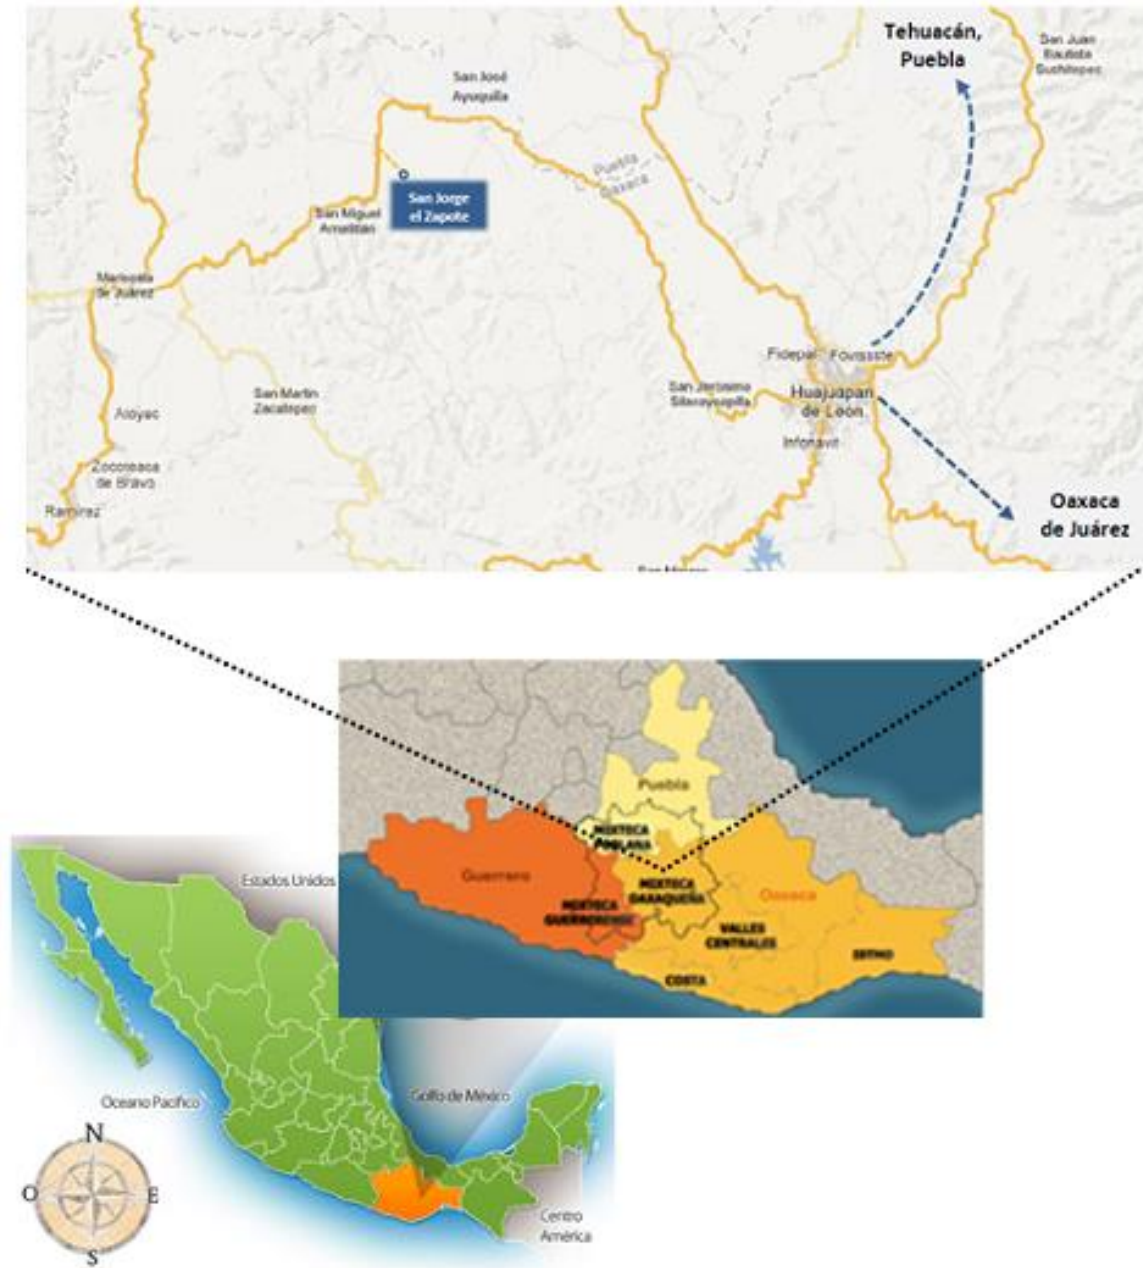 Tehuacán,
Puebla
San Juan
Bautista
Suchitepec
San José
Ayuquilla
Puebla
Oaxaca
San Jorge
el Zapote
San Miguel
Amatitlán
Mariscala
de Juárez
San Martín
Zacatepec
Fidepal
Fovissste
San Jerónimo
Silacayoapilla
Huajuapan
de León
Infonavit
Atoyac
Zocoteaca
de Bravo
Ramírez
Oaxaca
de Juárez
Puebla
MIXTECA
POBLANA
Guerrero
MIXTECA
OAXAQUEÑA
Oaxaca
MIXTECA
GUERRERENSE
VALLES
CENTRALES
ISTMO
COSTA
Estados Unidos
Oceano Pacífico
Golfo de México
Centro
América
N
O
E
S